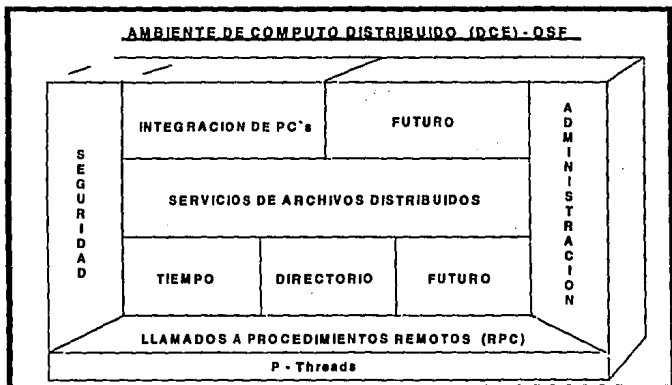 AMBIENTE DE COMPUTO DISTRIBUIDO (DCE) - OSF
INTEGRACION DE PC`s
FUTURO
SEGURIDAD
ADMINISTRACION
SERVICIOS DE ARCHIVOS DISTRIBUIDOS
TIEMPO
DIRECTORIO
FUTURO
LLAMADOS A PROCEDIMIENTOS REMOTOS (RPC)
P - Threads